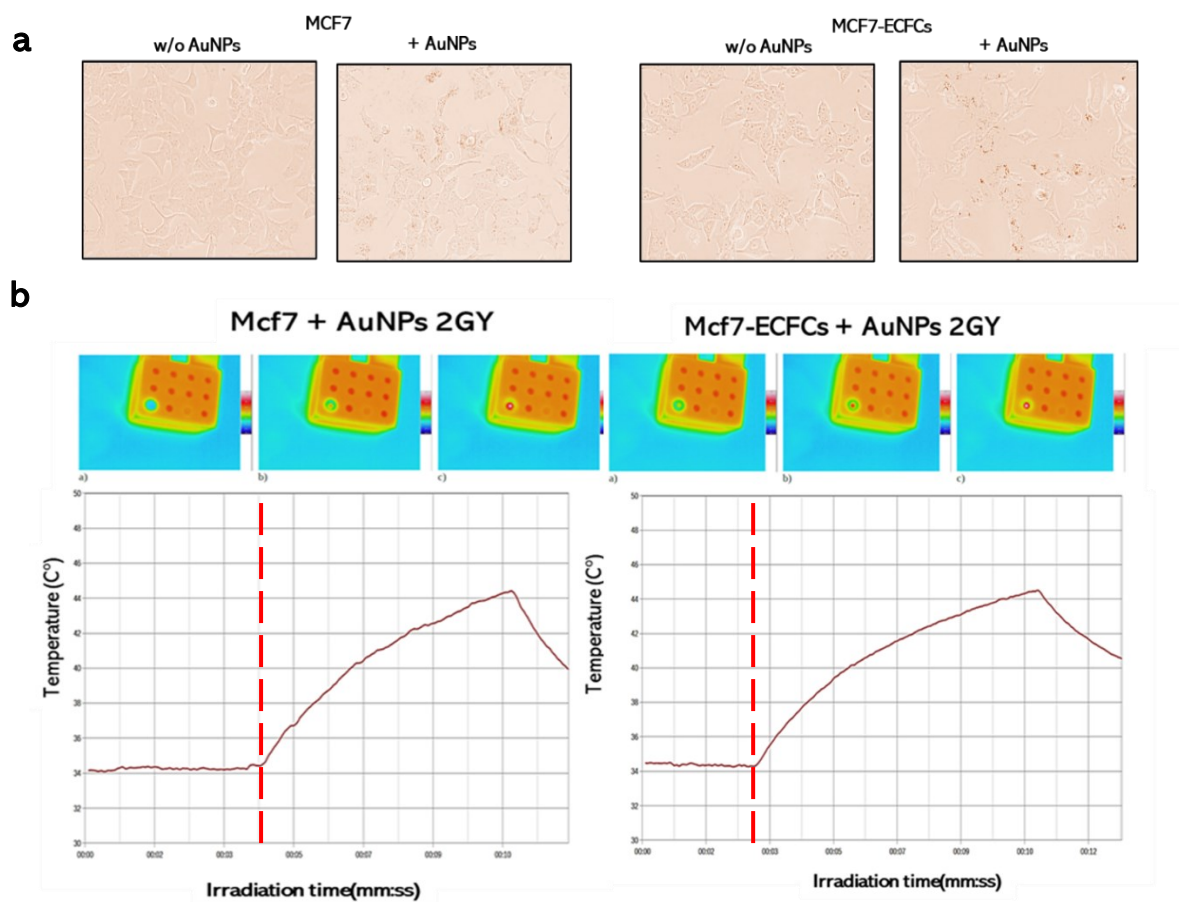 a
MCF7
w/o AuNPs
+ AuNPs
MCF7-ECFCs
w/o AuNPs
+ AuNPs
b
Mcf7 + AuNPs 2GY
a)
b)
c)
Temperature (C°)
50
48
46
44
42
40
38
36
34
32
30
00:00
00:02
00:03
00:05
00:07
00:09
00:10
Irradiation time(mm:ss)
Mcf7-ECFCs + AuNPs 2GY
a)
b)
c)
Temperature (C°)
50
48
46
44
42
40
38
36
34
32
30
00:00
00:02
00:03
00:05
00:07
00:09
00:10
00:12
Irradiation time(mm:ss)